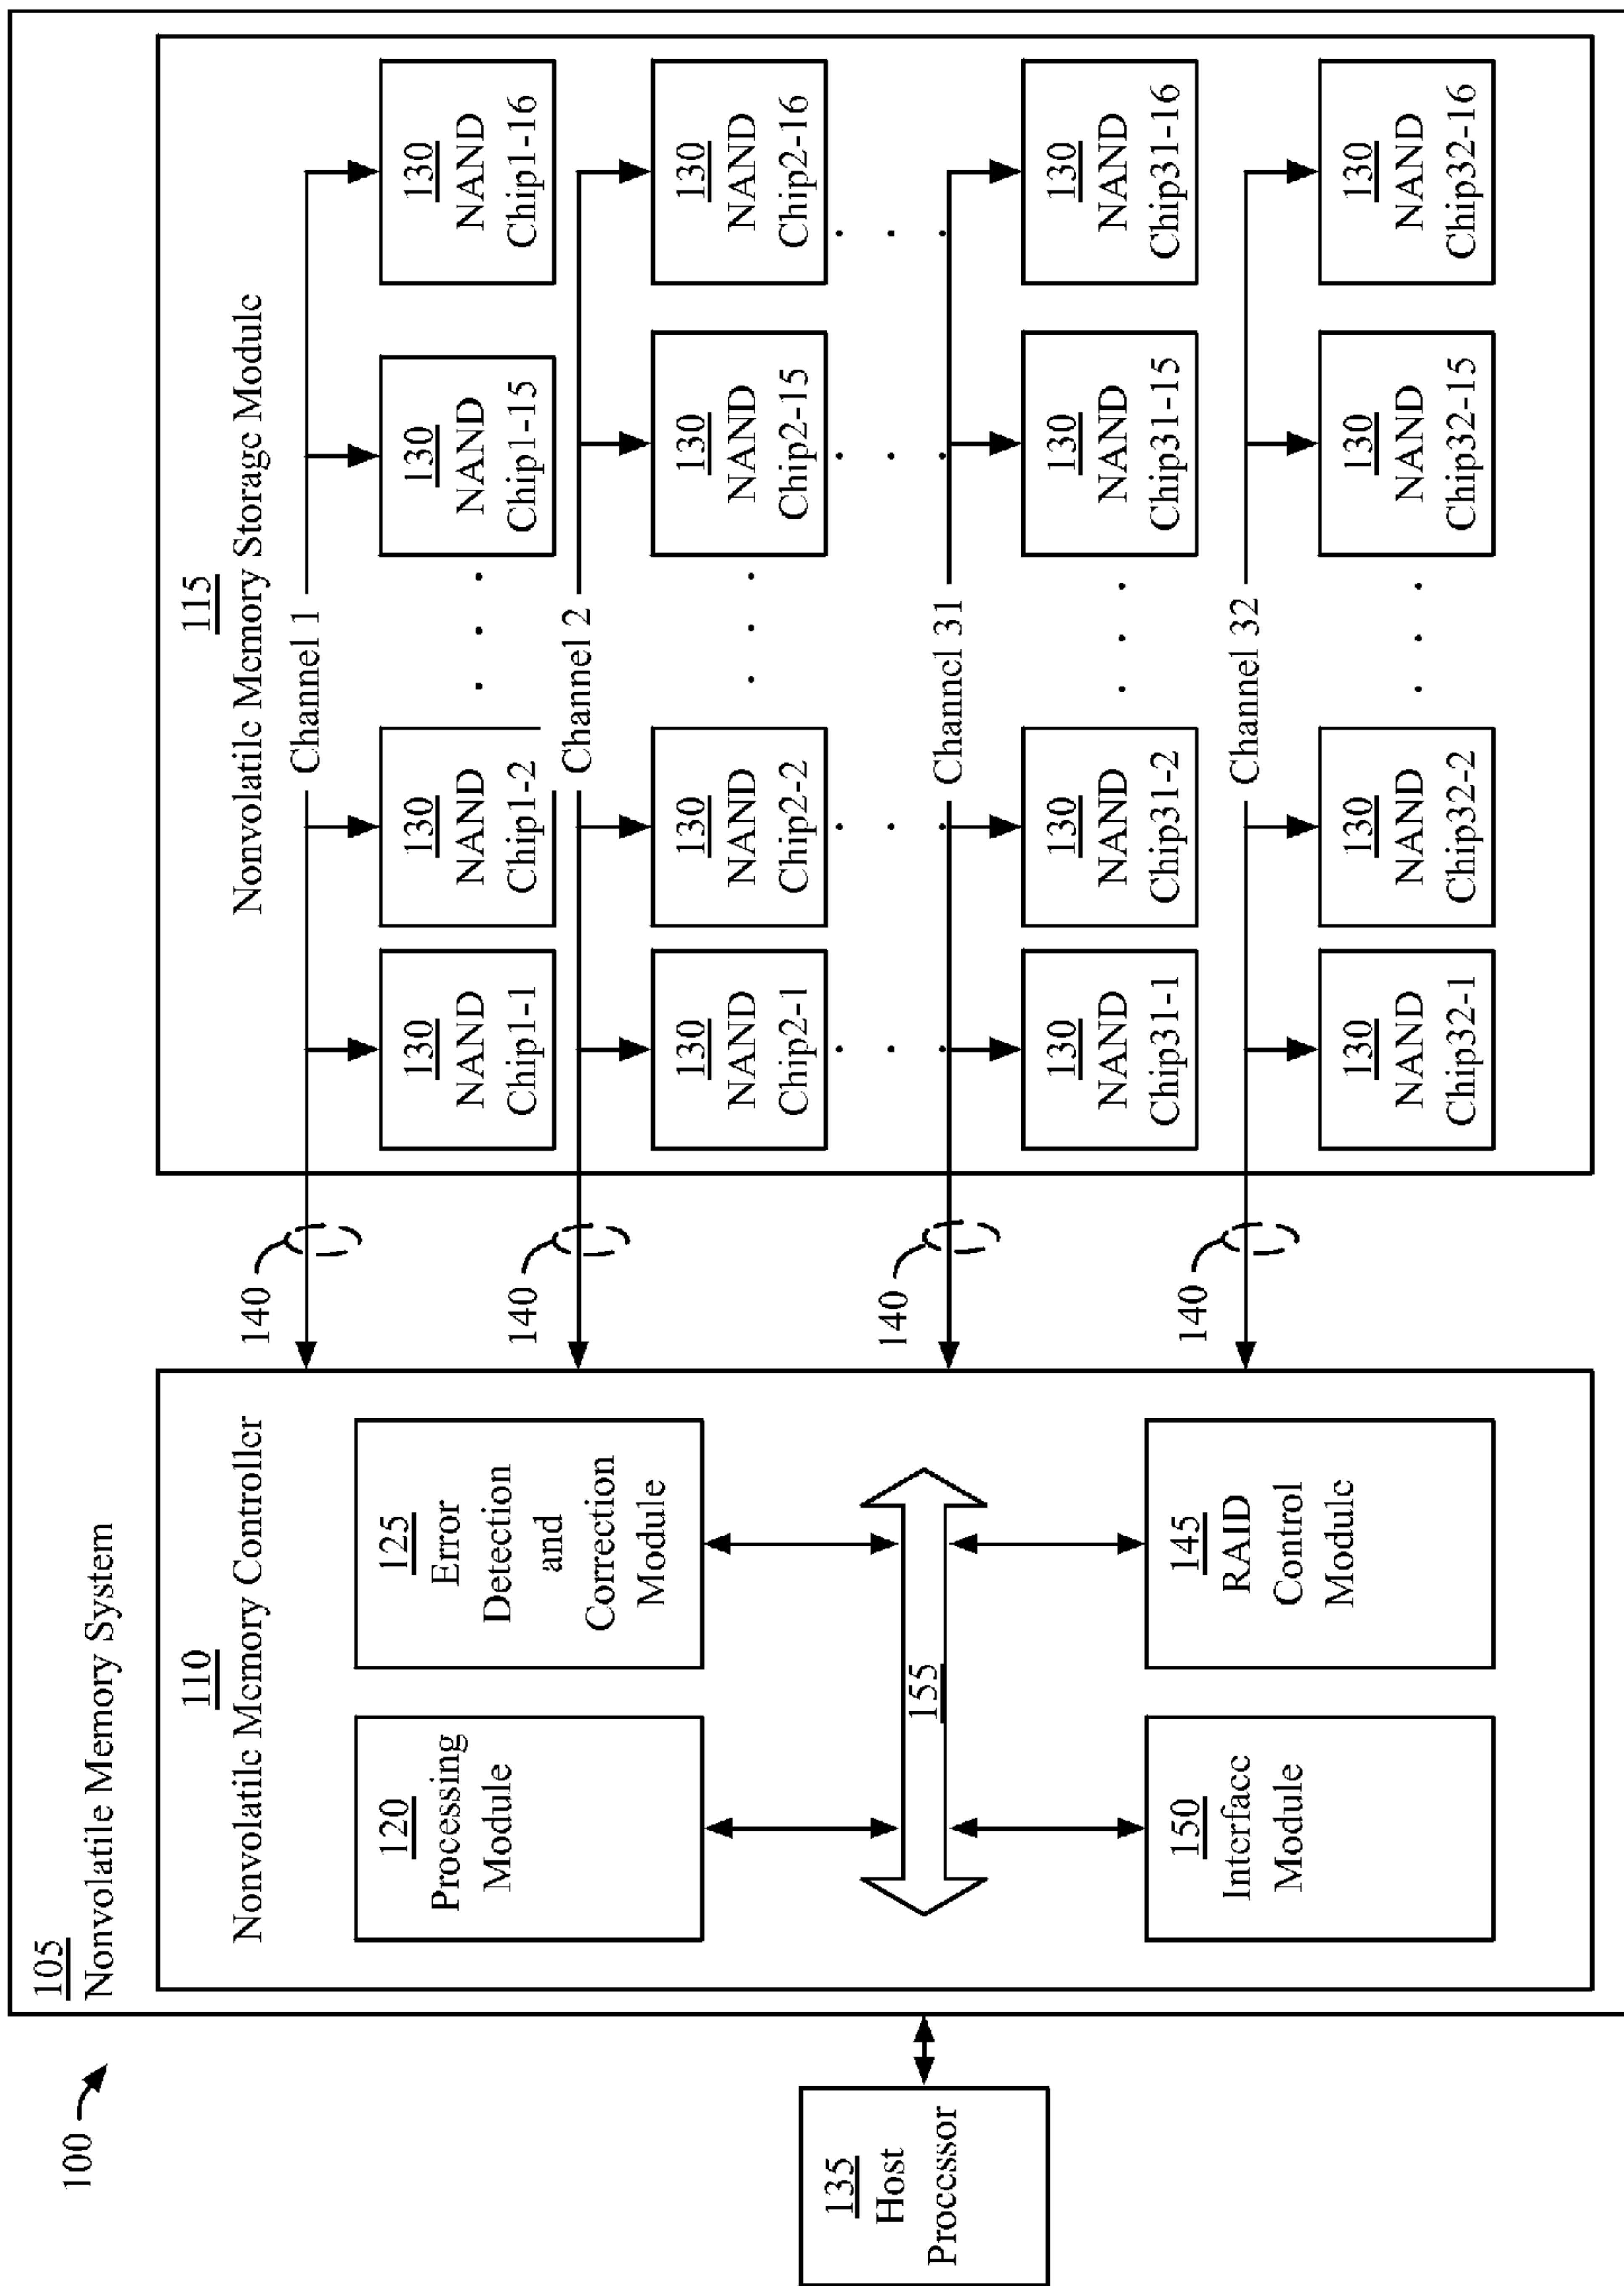 100
105
Nonvolatile Memory System
135
Host
Processor
110
Nonvolatile Memory Controller
120
Processing
Module
125
Error
Detection
and
Correction
Module
155
150
Interface
Module
145
RAID
Control
Module
140
140
140
140
115
Nonvolatile Memory Storage Module
Channel 1
130
NAND
Chip1-1
130
NAND
Chip1-2
. . .
130
NAND
Chip1-15
130
NAND
Chip1-16
Channel 2
130
NAND
Chip2-1
130
NAND
Chip2-2
. . .
130
NAND
Chip2-15
130
NAND
Chip2-16
Channel 31
130
NAND
Chip31-1
130
NAND
Chip31-2
. . .
130
NAND
Chip31-15
130
NAND
Chip31-16
Channel 32
130
NAND
Chip32-1
130
NAND
Chip32-2
. . .
130
NAND
Chip32-15
130
NAND
Chip32-16